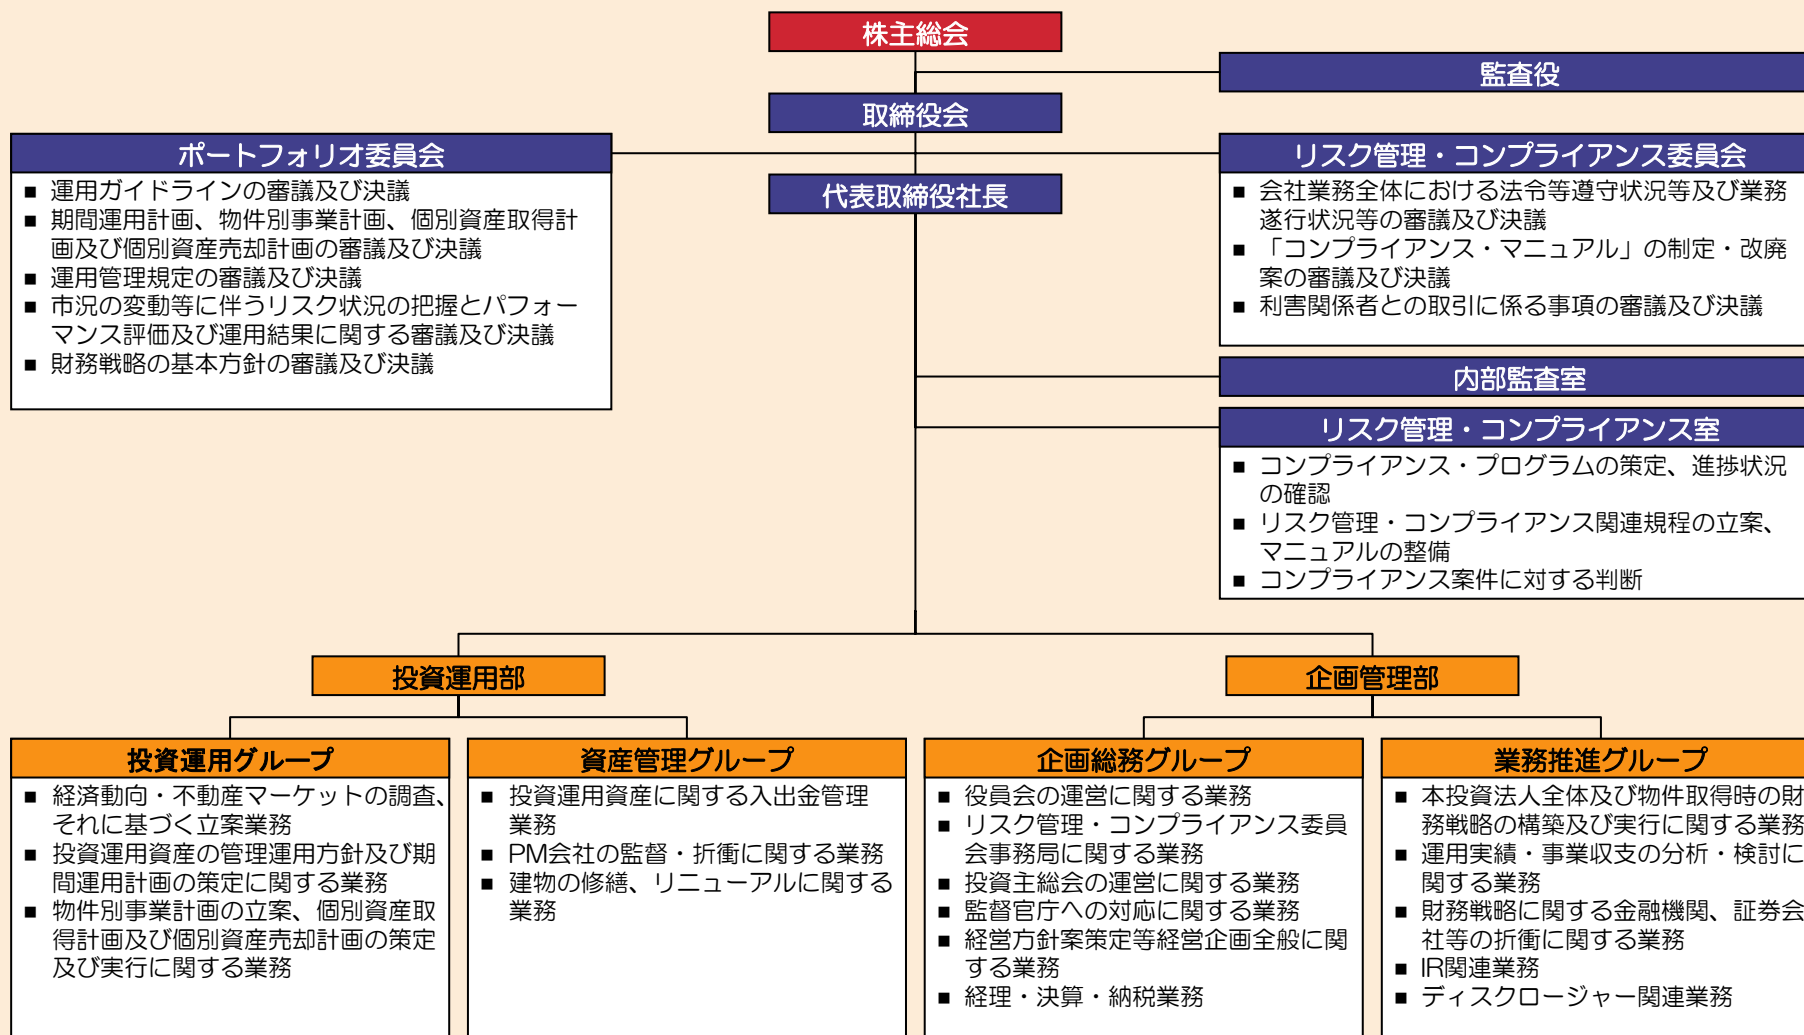 株主総会
監査役
取締役会
ポートフォリオ委員会
■ 運用ガイドラインの審議及び決議
■ 期間運用計画、物件別事業計画、個別資産取得計
画及び個別資産売却計画の審議及び決議
■ 運用管理規定の審議及び決議
■ 市況の変動等に伴うリスク状況の把握とパフォー
マンス評価及び運用結果に関する審議及び決議
■ 財務戦略の基本方針の審議及び決議
代表取締役社長
リスク管理・コンプライアンス委員会
■ 会社業務全体における法令等遵守状況等及び業務
遂行状況等の審議及び決議
■ 「コンプライアンス・マニュアル」の制定・改廃
案の審議及び決議
■ 利害関係者との取引に係る事項の審議及び決議
内部監査室
リスク管理・コンプライアンス室
■ コンプライアンス・プログラムの策定、進捗状況
の確認
■ リスク管理・コンプライアンス関連規程の立案、
マニュアルの整備
■ コンプライアンス案件に対する判断
投資運用部
企画管理部
投資運用グループ
■ 経済動向・不動産マーケットの調査、
それに基づく立案業務
■ 投資運用資産の管理運用方針及び期
間運用計画の策定に関する業務
■ 物件別事業計画の立案、個別資産取
得計画及び個別資産売却計画の策定
及び実行に関する業務
資産管理グループ
■ 投資運用資産に関する入出金管理
業務
■ PM会社の監督・折衝に関する業務
■ 建物の修繕、リニューアルに関する
業務
企画総務グループ
■ 役員会の運営に関する業務
■ リスク管理・コンプライアンス委員
会事務局に関する業務
■ 投資主総会の運営に関する業務
■ 監督官庁への対応に関する業務
■ 経営方針案策定等経営企画全般に関
する業務
■ 経理・決算・納税業務
業務推進グループ
■ 本投資法人全体及び物件取得時の財
務戦略の構築及び実行に関する業務
■ 運用実績・事業収支の分析・検討に
関する業務
■ 財務戦略に関する金融機関、証券会
社等の折衝に関する業務
■ IR関連業務
■ ディスクロージャー関連業務